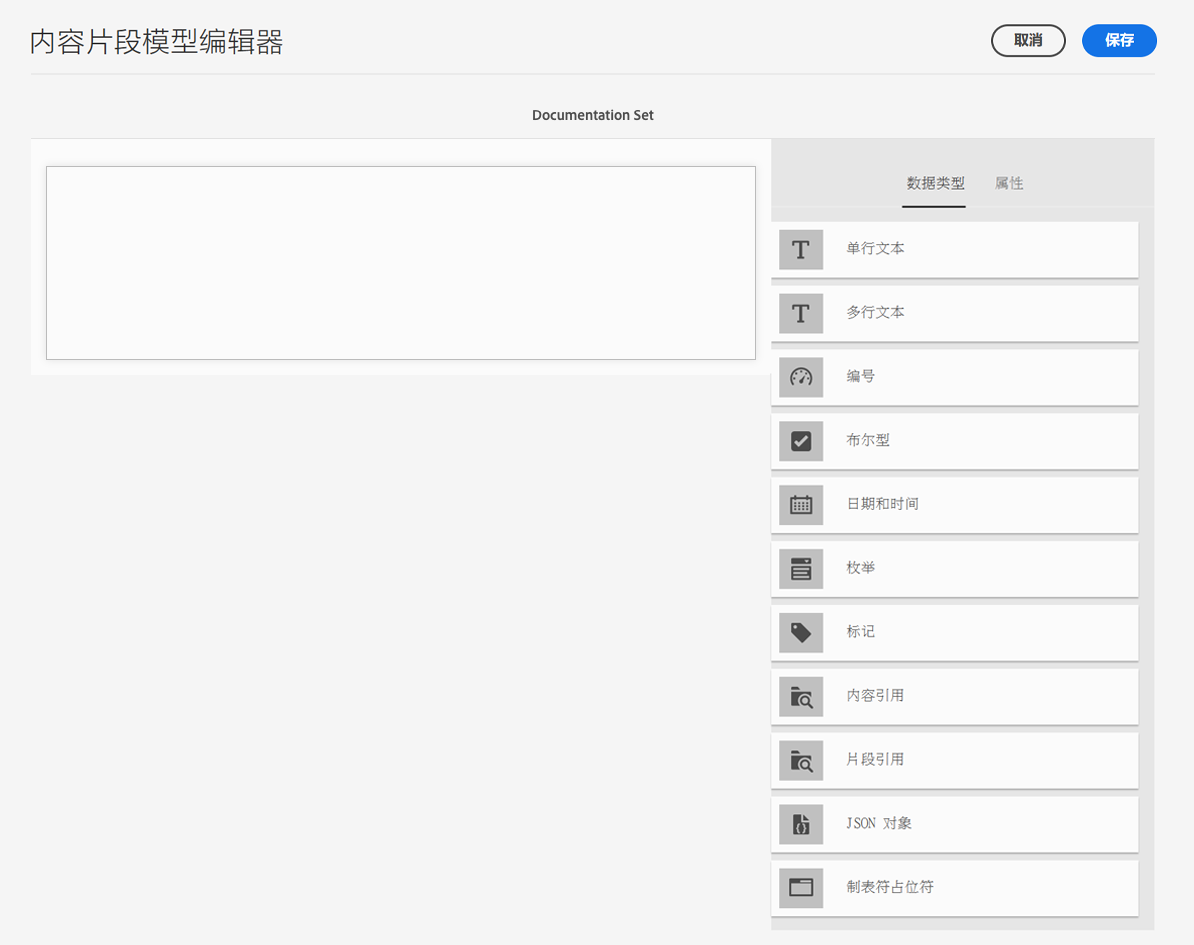 内容片段模型编辑器
取消
保存
Documentation Set
数据类型
属性
单行文本
多行文本
编号
布尔型
日期和时间
枚举
标记
内容引用
片段引用
JSON 对象
制表符占位符